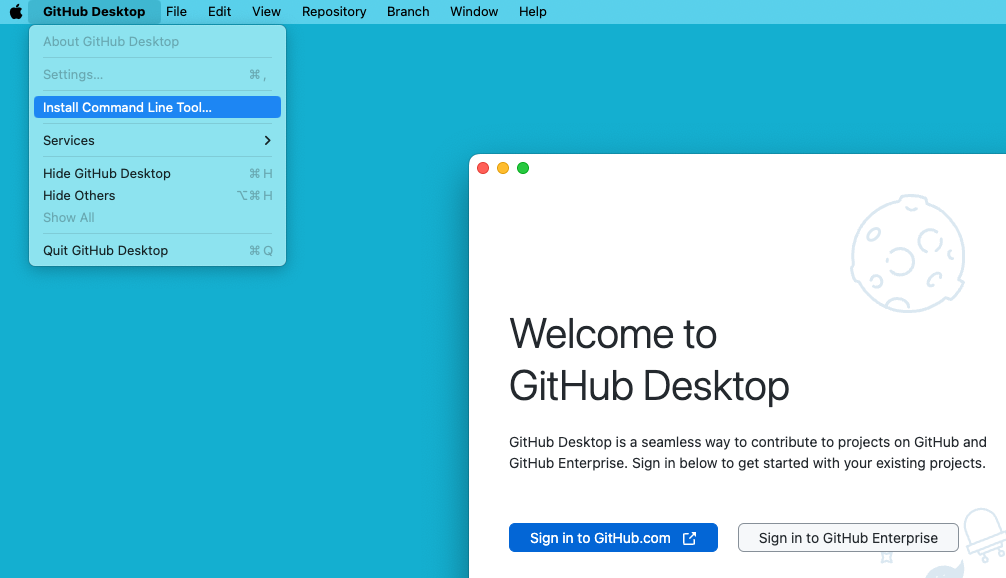 GitHub Desktop File Edit View Repository Branch Window Help
About GitHub Desktop
Settings... ⌘ ,
Install Command Line Tool...
Services
Hide GitHub Desktop ⌘ H
Hide Others ⌥⌘ H
Show All
Quit GitHub Desktop ⌘ Q
Welcome to
GitHub Desktop
GitHub Desktop is a seamless way to contribute to projects on GitHub and
GitHub Enterprise. Sign in below to get started with your existing projects.
Sign in to GitHub.com Sign in to GitHub Enterprise